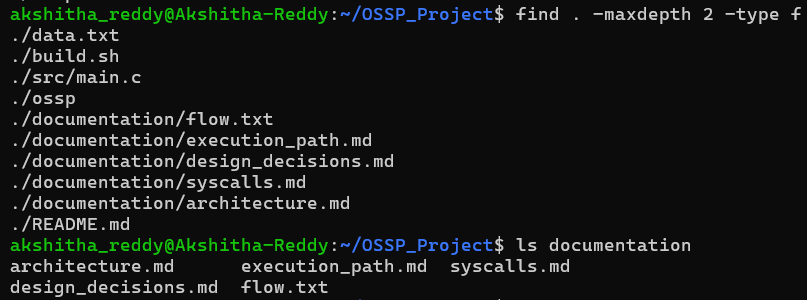 akshitha_reddy@Akshitha-Reddy:~/OSSP_Project$ find . -maxdepth 2 -type f
./data.txt
./build.sh
./src/main.c
./ossp
./documentation/flow.txt
./documentation/execution_path.md
./documentation/design_decisions.md
./documentation/syscalls.md
./documentation/architecture.md
./README.md
akshitha_reddy@Akshitha-Reddy:~/OSSP_Project$ ls documentation
architecture.md      execution_path.md  syscalls.md
design_decisions.md  flow.txt